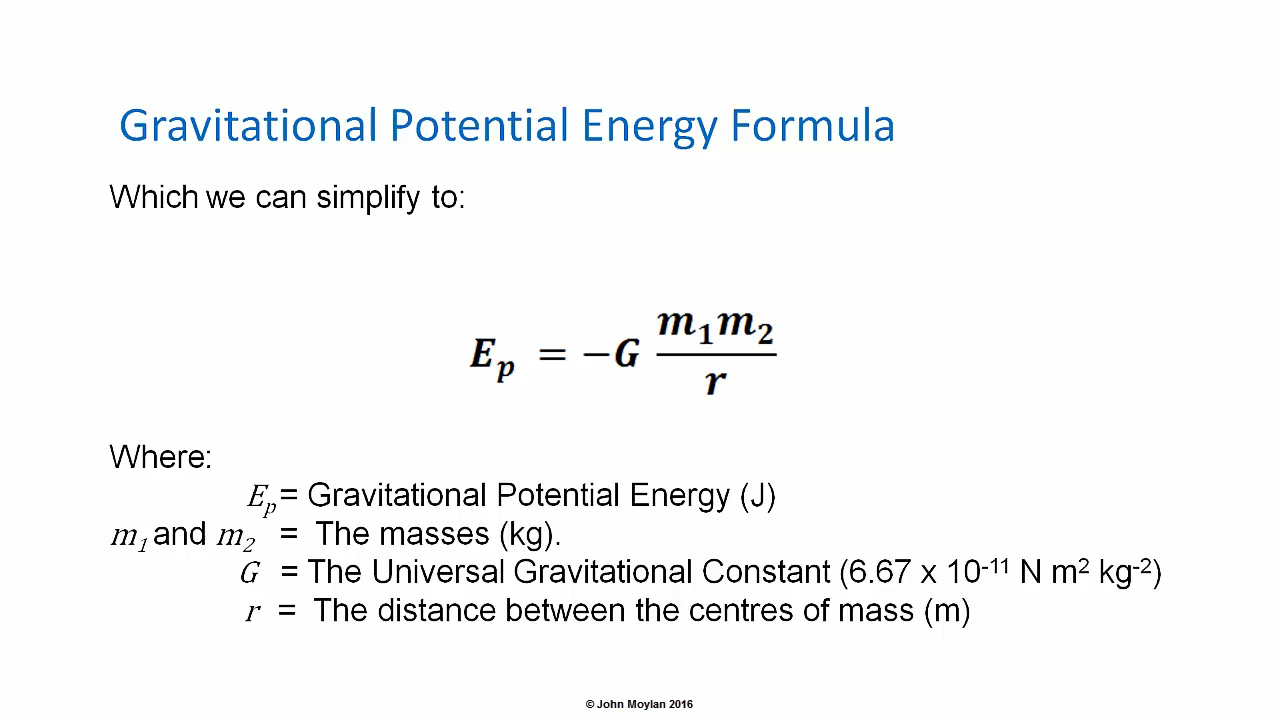 Gravitational Potential Energy Formula
Which we can simplify to:
E_p = −G m₁m₂ / r
Where:
E_p = Gravitational Potential Energy (J)
m₁ and m₂ = The masses (kg).
G = The Universal Gravitational Constant (6.67 x 10⁻¹¹ N m² kg⁻²)
r = The distance between the centres of mass (m)
© John Moylan 2016